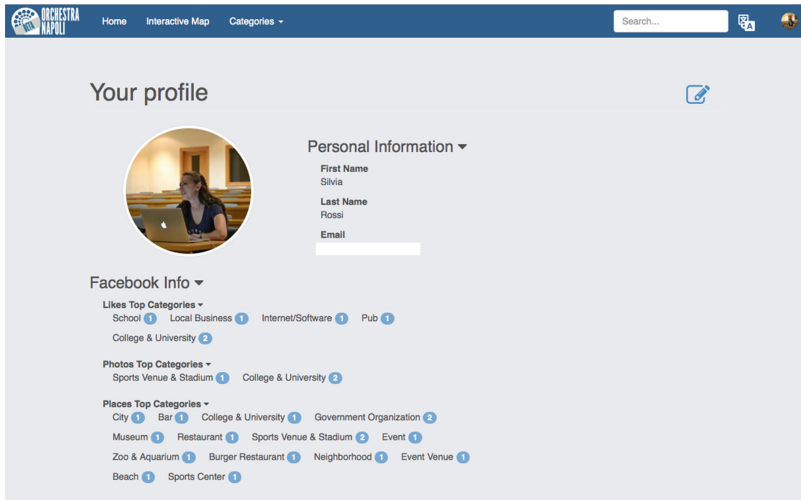 ORCHESTRA
NAPOLI
Home Interactive Map Categories
Search...
Your profile
Personal Information
First Name
Silvia
Last Name
Rossi
Email
Facebook Info
Likes Top Categories
School 1 Local Business 1 Internet/Software 1 Pub 1
College & University 2
Photos Top Categories
Sports Venue & Stadium 1 College & University 2
Places Top Categories
City 1 Bar 1 College & University 1 Government Organization 2
Museum 1 Restaurant 1 Sports Venue & Stadium 2 Event 1
Zoo & Aquarium 1 Burger Restaurant 1 Neighborhood 1 Event Venue 1
Beach 1 Sports Center 1